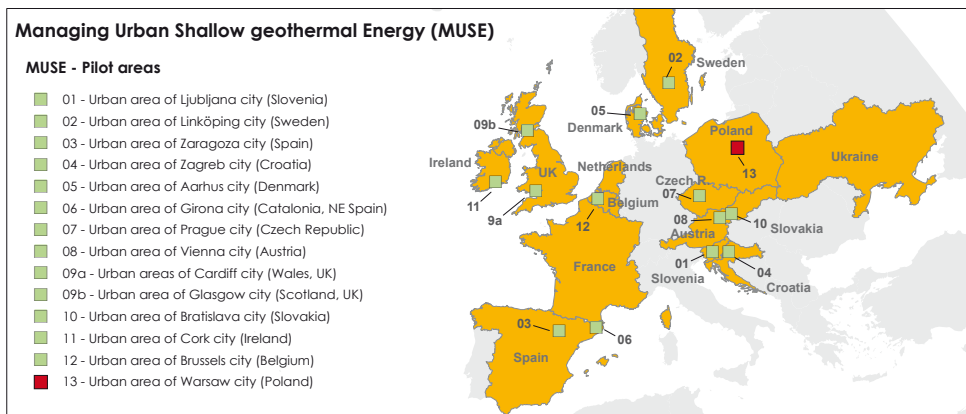 Managing Urban Shallow geothermal Energy (MUSE)
MUSE - Pilot areas
01 - Urban area of Ljubljana city (Slovenia)
02 - Urban area of Linköping city (Sweden)
03 - Urban area of Zaragoza city (Spain)
04 - Urban area of Zagreb city (Croatia)
05 - Urban area of Aarhus city (Denmark)
06 - Urban area of Girona city (Catalonia, NE Spain)
07 - Urban area of Prague city (Czech Republic)
08 - Urban area of Vienna city (Austria)
09a - Urban areas of Cardiff city (Wales, UK)
09b - Urban area of Glasgow city (Scotland, UK)
10 - Urban area of Bratislava city (Slovakia)
11 - Urban area of Cork city (Ireland)
12 - Urban area of Brussels city (Belgium)
13 - Urban area of Warsaw city (Poland)
02
Sweden
05
09b
Denmark
Poland
Ireland
Netherlands
Ukraine
UK
13
Czech R.
07
11
9a
Belgium
12
08
10
Slovakia
Austria
France
01
04
Slovenia
Croatia
03
06
Spain